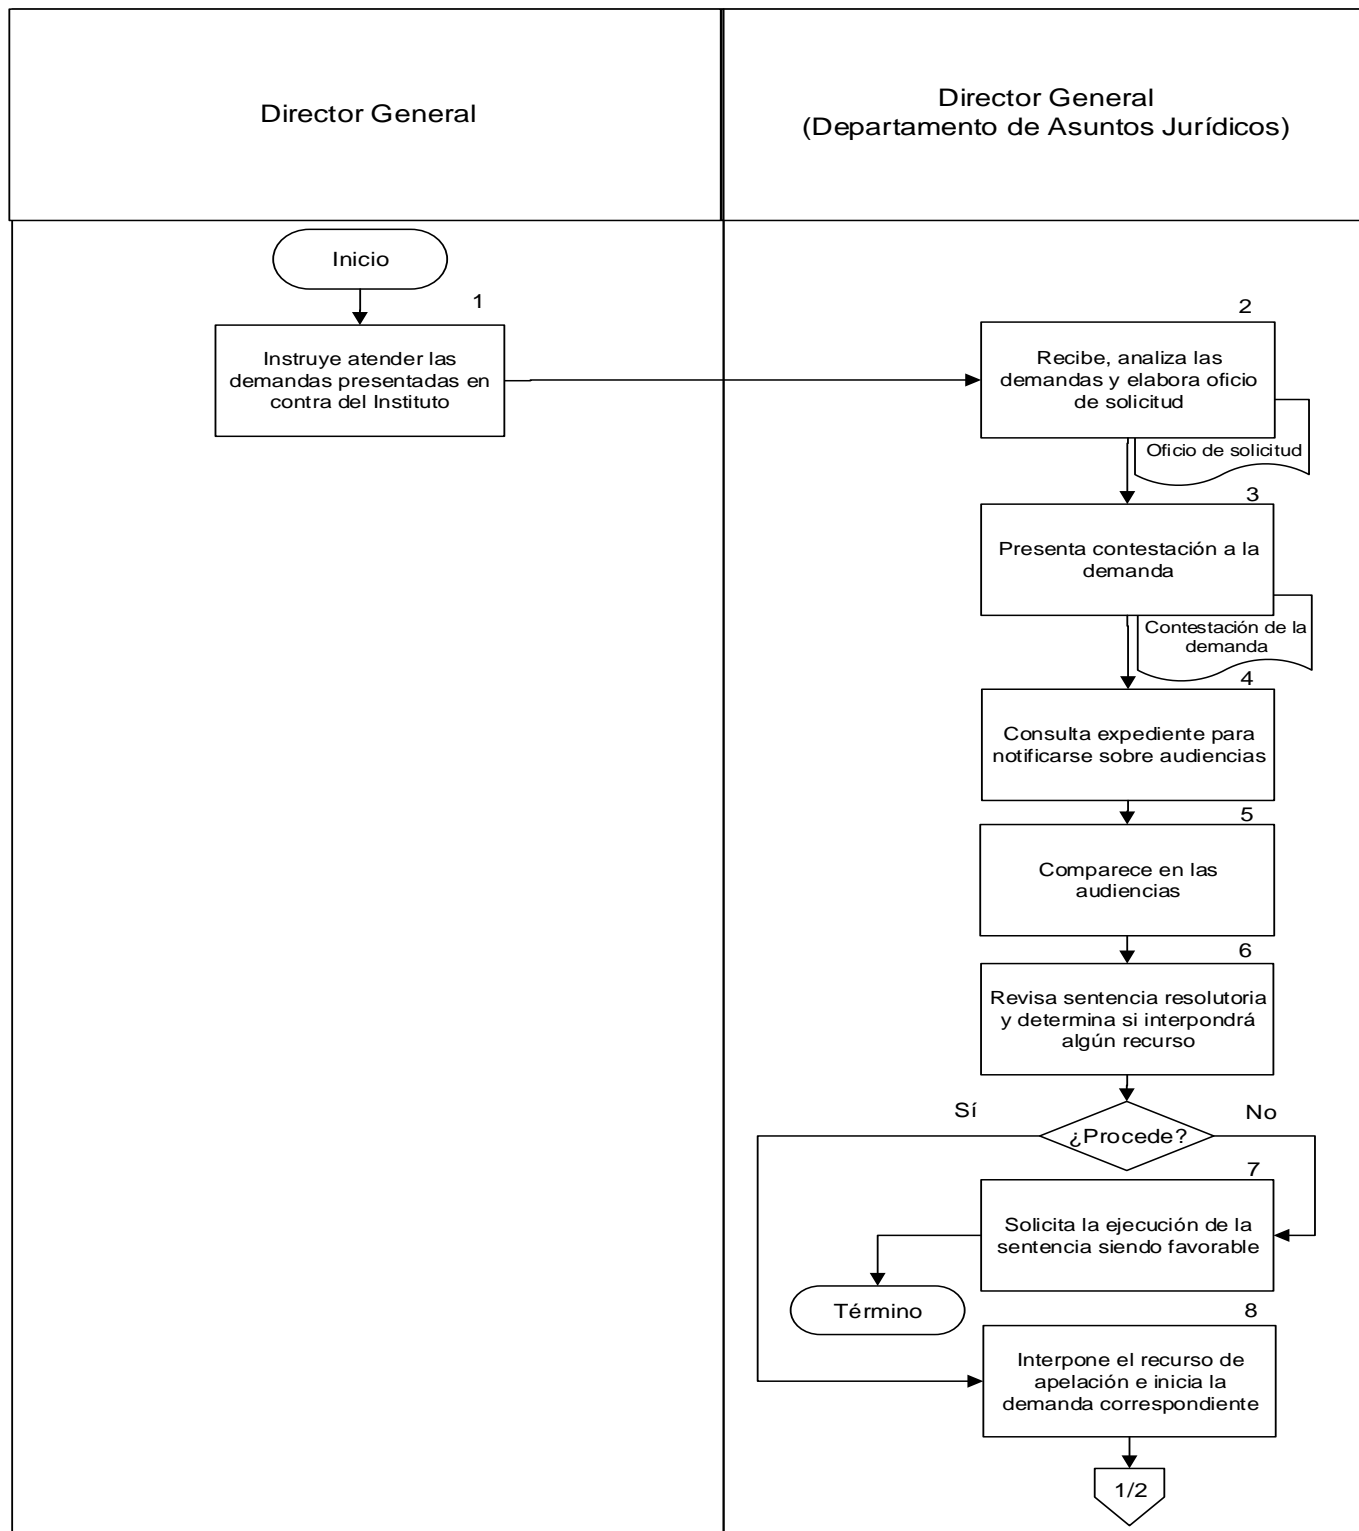 Director General
Director General
(Departamento de Asuntos Jurídicos)
Inicio
1
Instruye atender las
demandas presentadas en
contra del Instituto
2
Recibe, analiza las
demandas y elabora oficio
de solicitud
Oficio de solicitud
3
Presenta contestación a la
demanda
Contestación de la
demanda
4
Consulta expediente para
notificarse sobre audiencias
5
Comparece en las
audiencias
6
Revisa sentencia resolutoria
y determina si interpondrá
algún recurso
Sí
No
¿Procede?
7
Solicita la ejecución de la
sentencia siendo favorable
Término
8
Interpone el recurso de
apelación e inicia la
demanda correspondiente
1/2